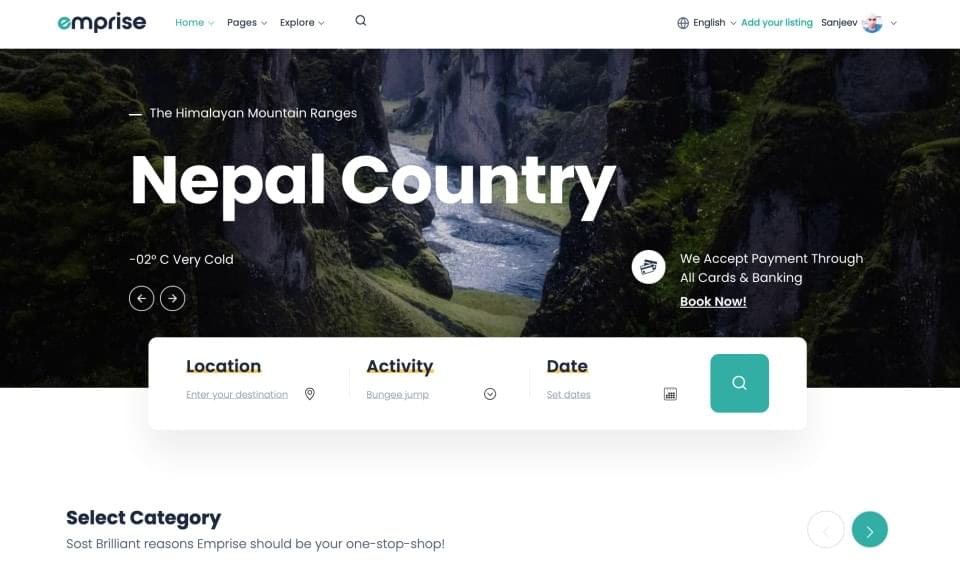 emprise
Home Pages Explore
English Add your listing Sanjeev
The Himalayan Mountain Ranges
Nepal Country
-02° C Very Cold
We Accept Payment Through
All Cards & Banking
Book Now!
Location Activity Date
Enter your destination Bungee jump Set dates
Select Category
Sost Brilliant reasons Emprise should be your one-stop-shop!